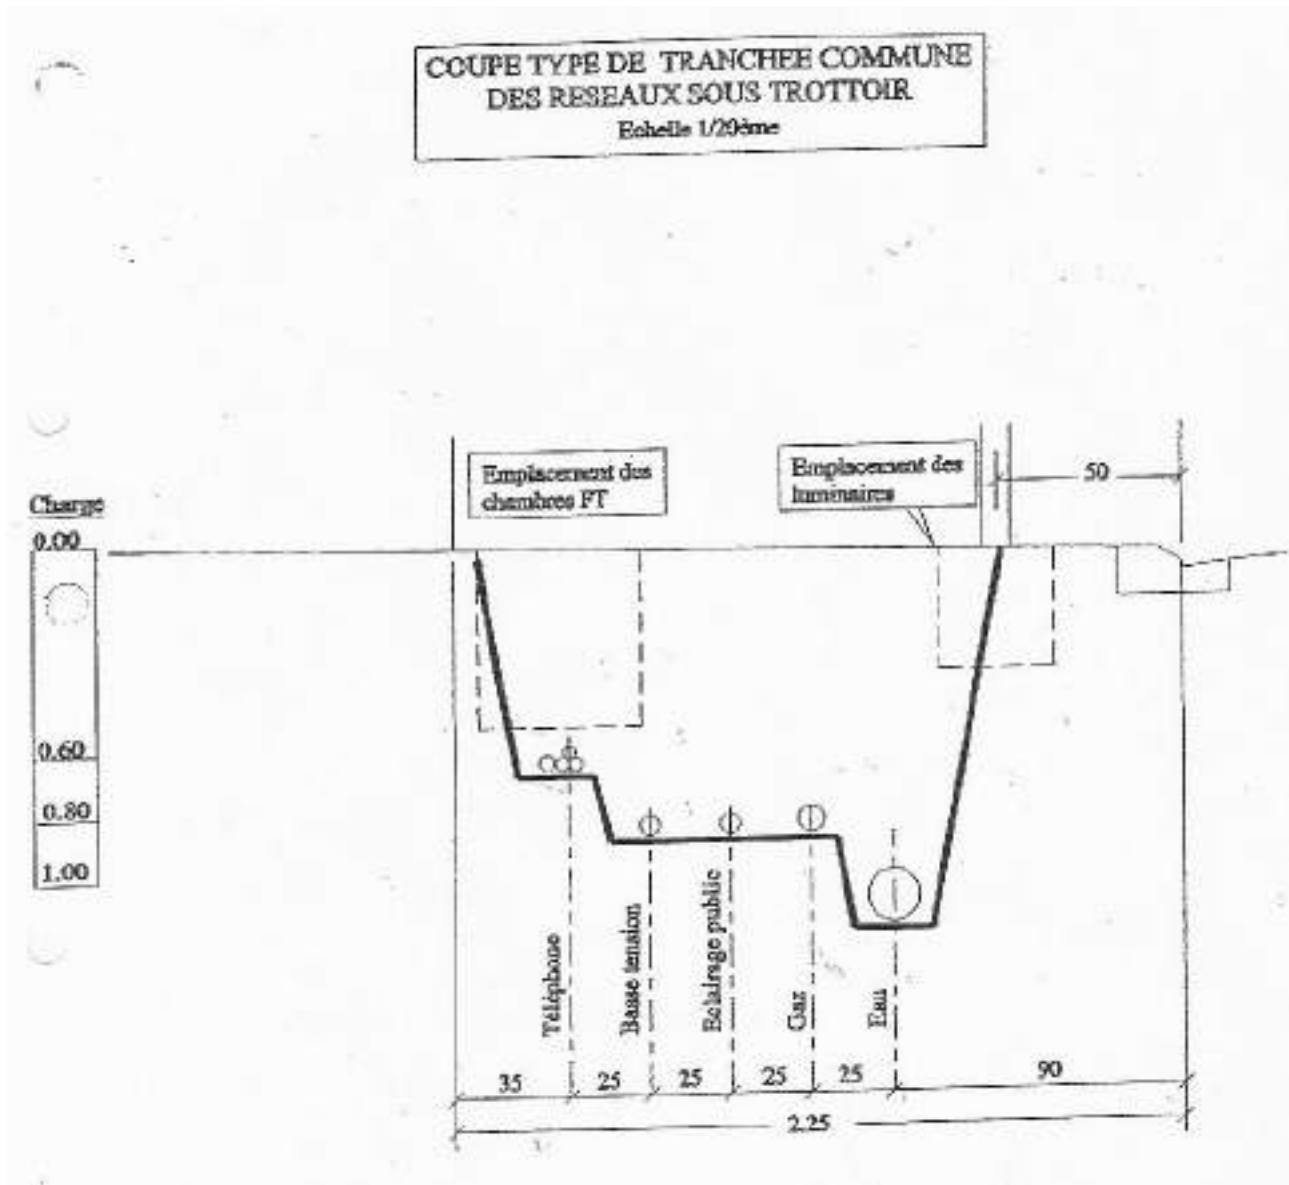 COUPE TYPE DE TRANCHEE COMMUNE
DES RESEAUX SOUS TROTTOIR
Echelle 1/20ème
Emplacement des
chambres FT
Emplacement des
luminaires
50
Charge
0.00
0.60
0.80
1.00
Téléphone
Basse tension
Eclairage public
Gaz
Eau
35
25
25
25
25
90
2.25